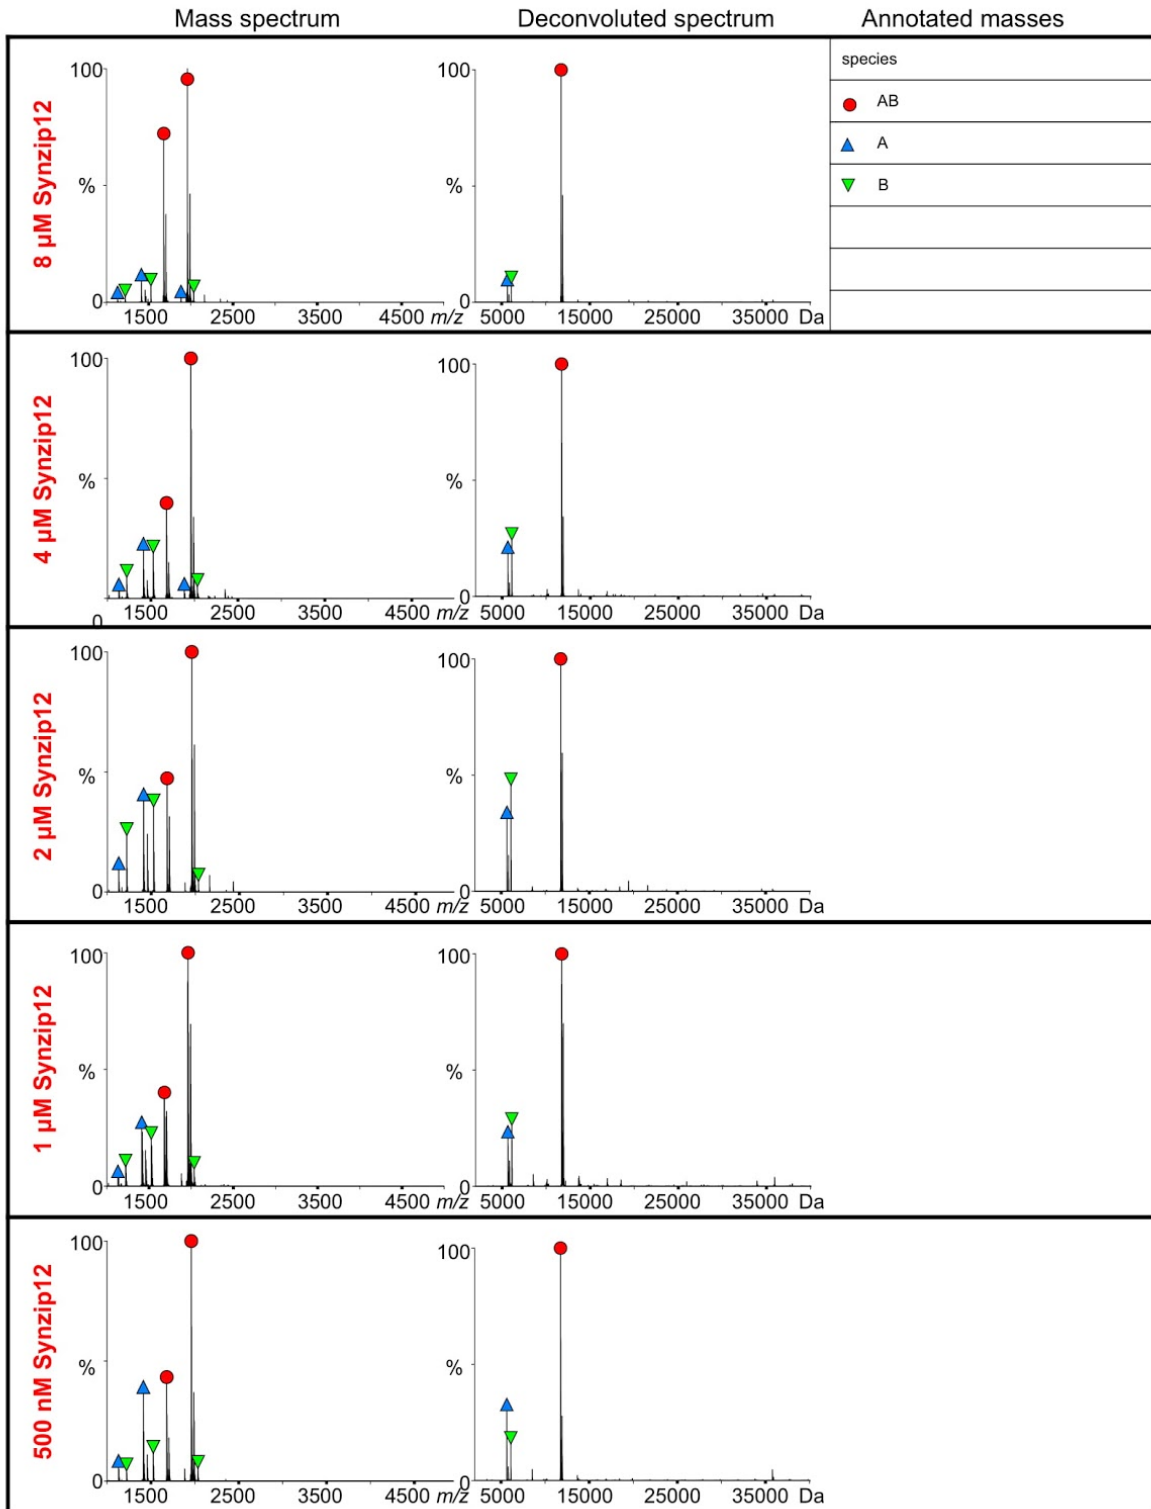 Mass spectrum Deconvoluted spectrum Annotated masses
8 µM Synzip12
100
%
0
1500 2500 3500 4500 m/z
100
%
0
5000 15000 25000 35000 Da
species
AB
A
B
4 µM Synzip12
100
%
0
1500 2500 3500 4500
100
%
0
5000 15000 25000 35000 Da
2 µM Synzip12
100
%
0
1500 2500 3500 4500 m/z
100
%
0
5000 15000 25000 35000 Da
1 µM Synzip12
100
%
0
1500 2500 3500 4500 m/z
100
%
0
5000 15000 25000 35000 Da
500 nM Synzip12
100
%
0
1500 2500 3500 4500 m/z
100
%
0
5000 15000 25000 35000 Da